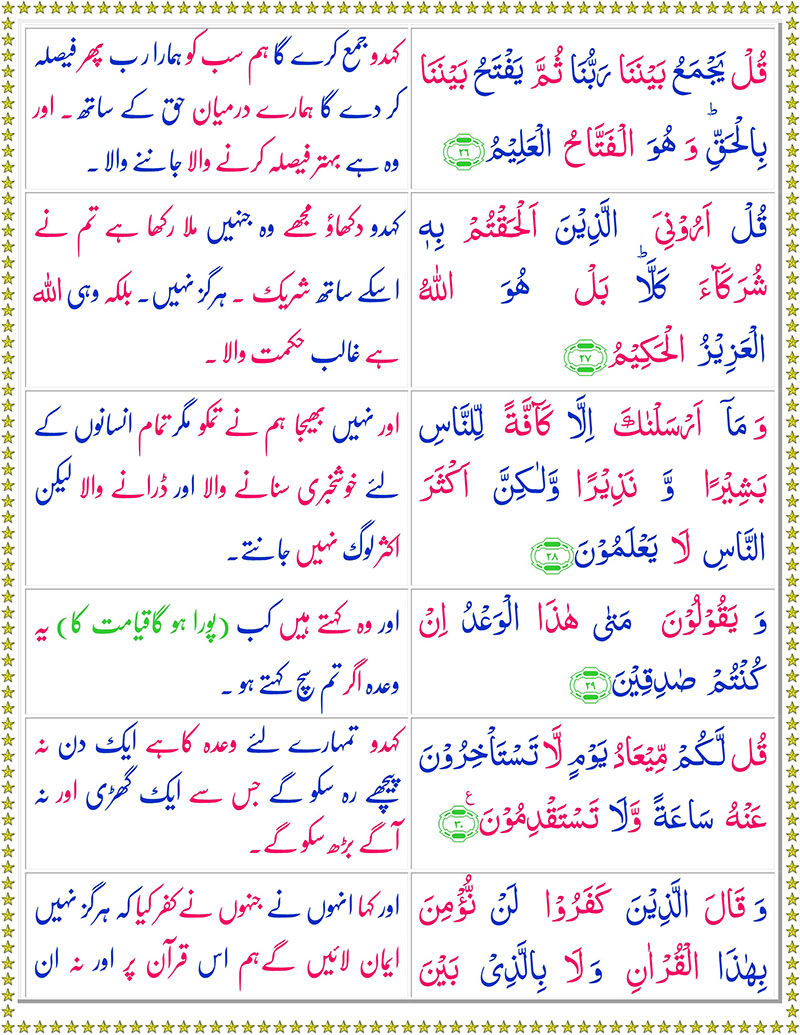 قُلْ يَجْمَعُ بَيْنَنَا رَبُّنَا ثُمَّ يَفْتَحُ بَيْنَنَا
بِالْحَقِّ ؕ وَ هُوَ الْفَتَّاحُ الْعَلِيْمُ ﴿۲۶﴾
کہدو جمع کرے گا ہم سب کو ہمارا رب پھر فیصلہ
کر دے گا ہمارے درمیان حق کے ساتھ ۔ اور
وہ ہے بہتر فیصلہ کرنے والا جاننے والا ۔
قُلْ اَرُوْنِیَ الَّذِيْنَ اَلْحَقْتُمْ بِهٖ
شُرَكَآءَ كَلَّا ؕ بَلْ هُوَ اللّٰهُ
الْعَزِيْزُ الْحَكِيْمُ ﴿۲۷﴾
کہدو دکھاؤ مجھے وہ جنہیں ملا رکھا ہے تم نے
اسکے ساتھ شریک ۔ ہرگز نہیں ۔ بلکہ وہی اللہ
ہے غالب حکمت والا ۔
وَ مَاۤ اَرْسَلْنٰكَ اِلَّا كَآفَّةً لِّلنَّاسِ
بَشِيْرًا وَّ نَذِيْرًا وَّلٰكِنَّ اَكْثَرَ
النَّاسِ لَا يَعْلَمُوْنَ ﴿۲۸﴾
اور نہیں بھیجا ہم نے تمکو مگر تمام انسانوں کے
لئے خوشخبری سنانے والا اور ڈرانے والا لیکن
اکثر لوگ نہیں جانتے۔
وَ يَقُوْلُوْنَ مَتٰى هٰذَا الْوَعْدُ اِنْ
كُنْتُمْ صٰدِقِيْنَ ﴿۲۹﴾
اور وہ کہتے ہیں کب (پورا ہو گا قیامت کا) یہ
وعدہ اگر تم سچ کہتے ہو ۔
قُل لَّكُمْ مِّيْعَادُ يَوْمٍ لَّا تَسْتَاْخِرُوْنَ
عَنْهُ سَاعَةً وَّلَا تَسْتَقْدِمُوْنَ ﴿۳۰﴾ ع
کہدو تمہارے لئے وعدہ کا ہے ایک دن نہ
پیچھے رہ سکو گے جس سے ایک گھڑی اور نہ
آگے بڑھ سکو گے۔
وَ قَالَ الَّذِيْنَ كَفَرُوْا لَنْ نُّؤْمِنَ
بِهٰذَا الْقُرْاٰنِ وَلَا بِالَّذِیْ بَيْنَ
اور کہا انہوں نے جنہوں نے کفر کیا کہ ہرگز نہیں
ایمان لائیں گے ہم اس قرآن پر اور نہ ان